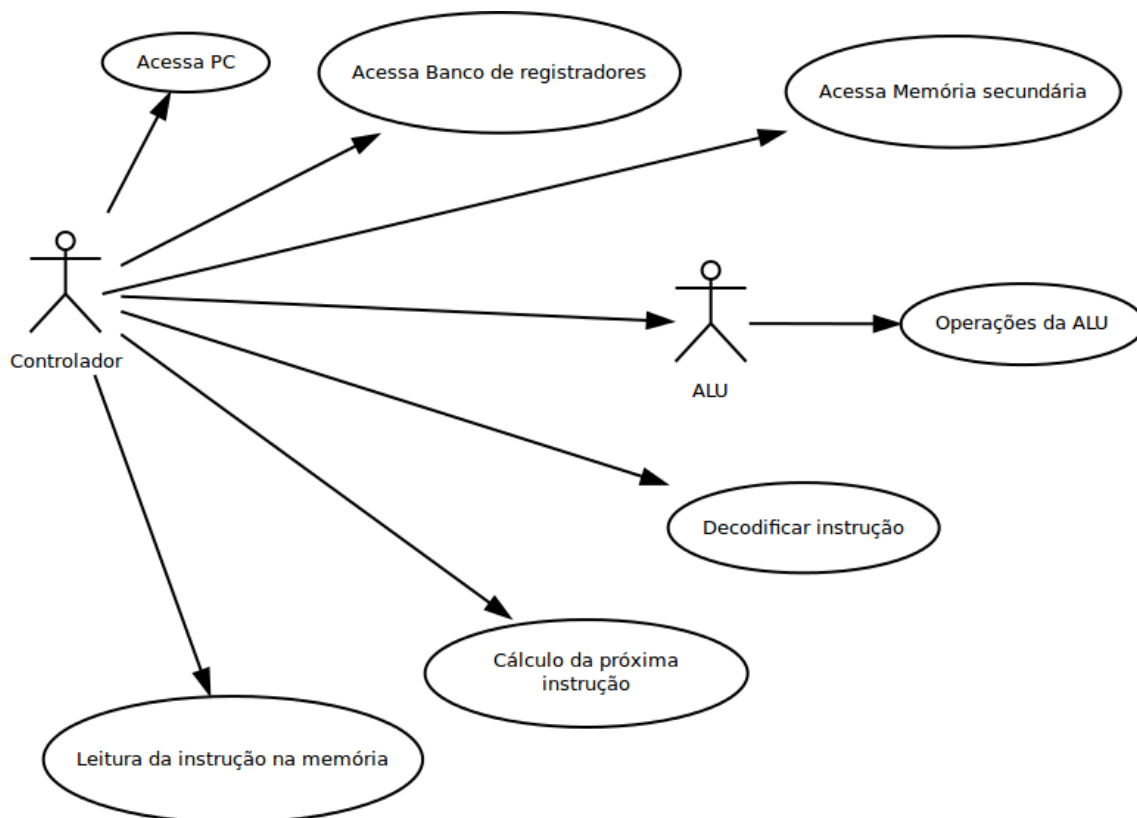 Acessa PC
Acessa Banco de registradores
Acessa Memória secundária
Controlador
ALU
Operações da ALU
Decodificar instrução
Cálculo da próxima
instrução
Leitura da instrução na memória